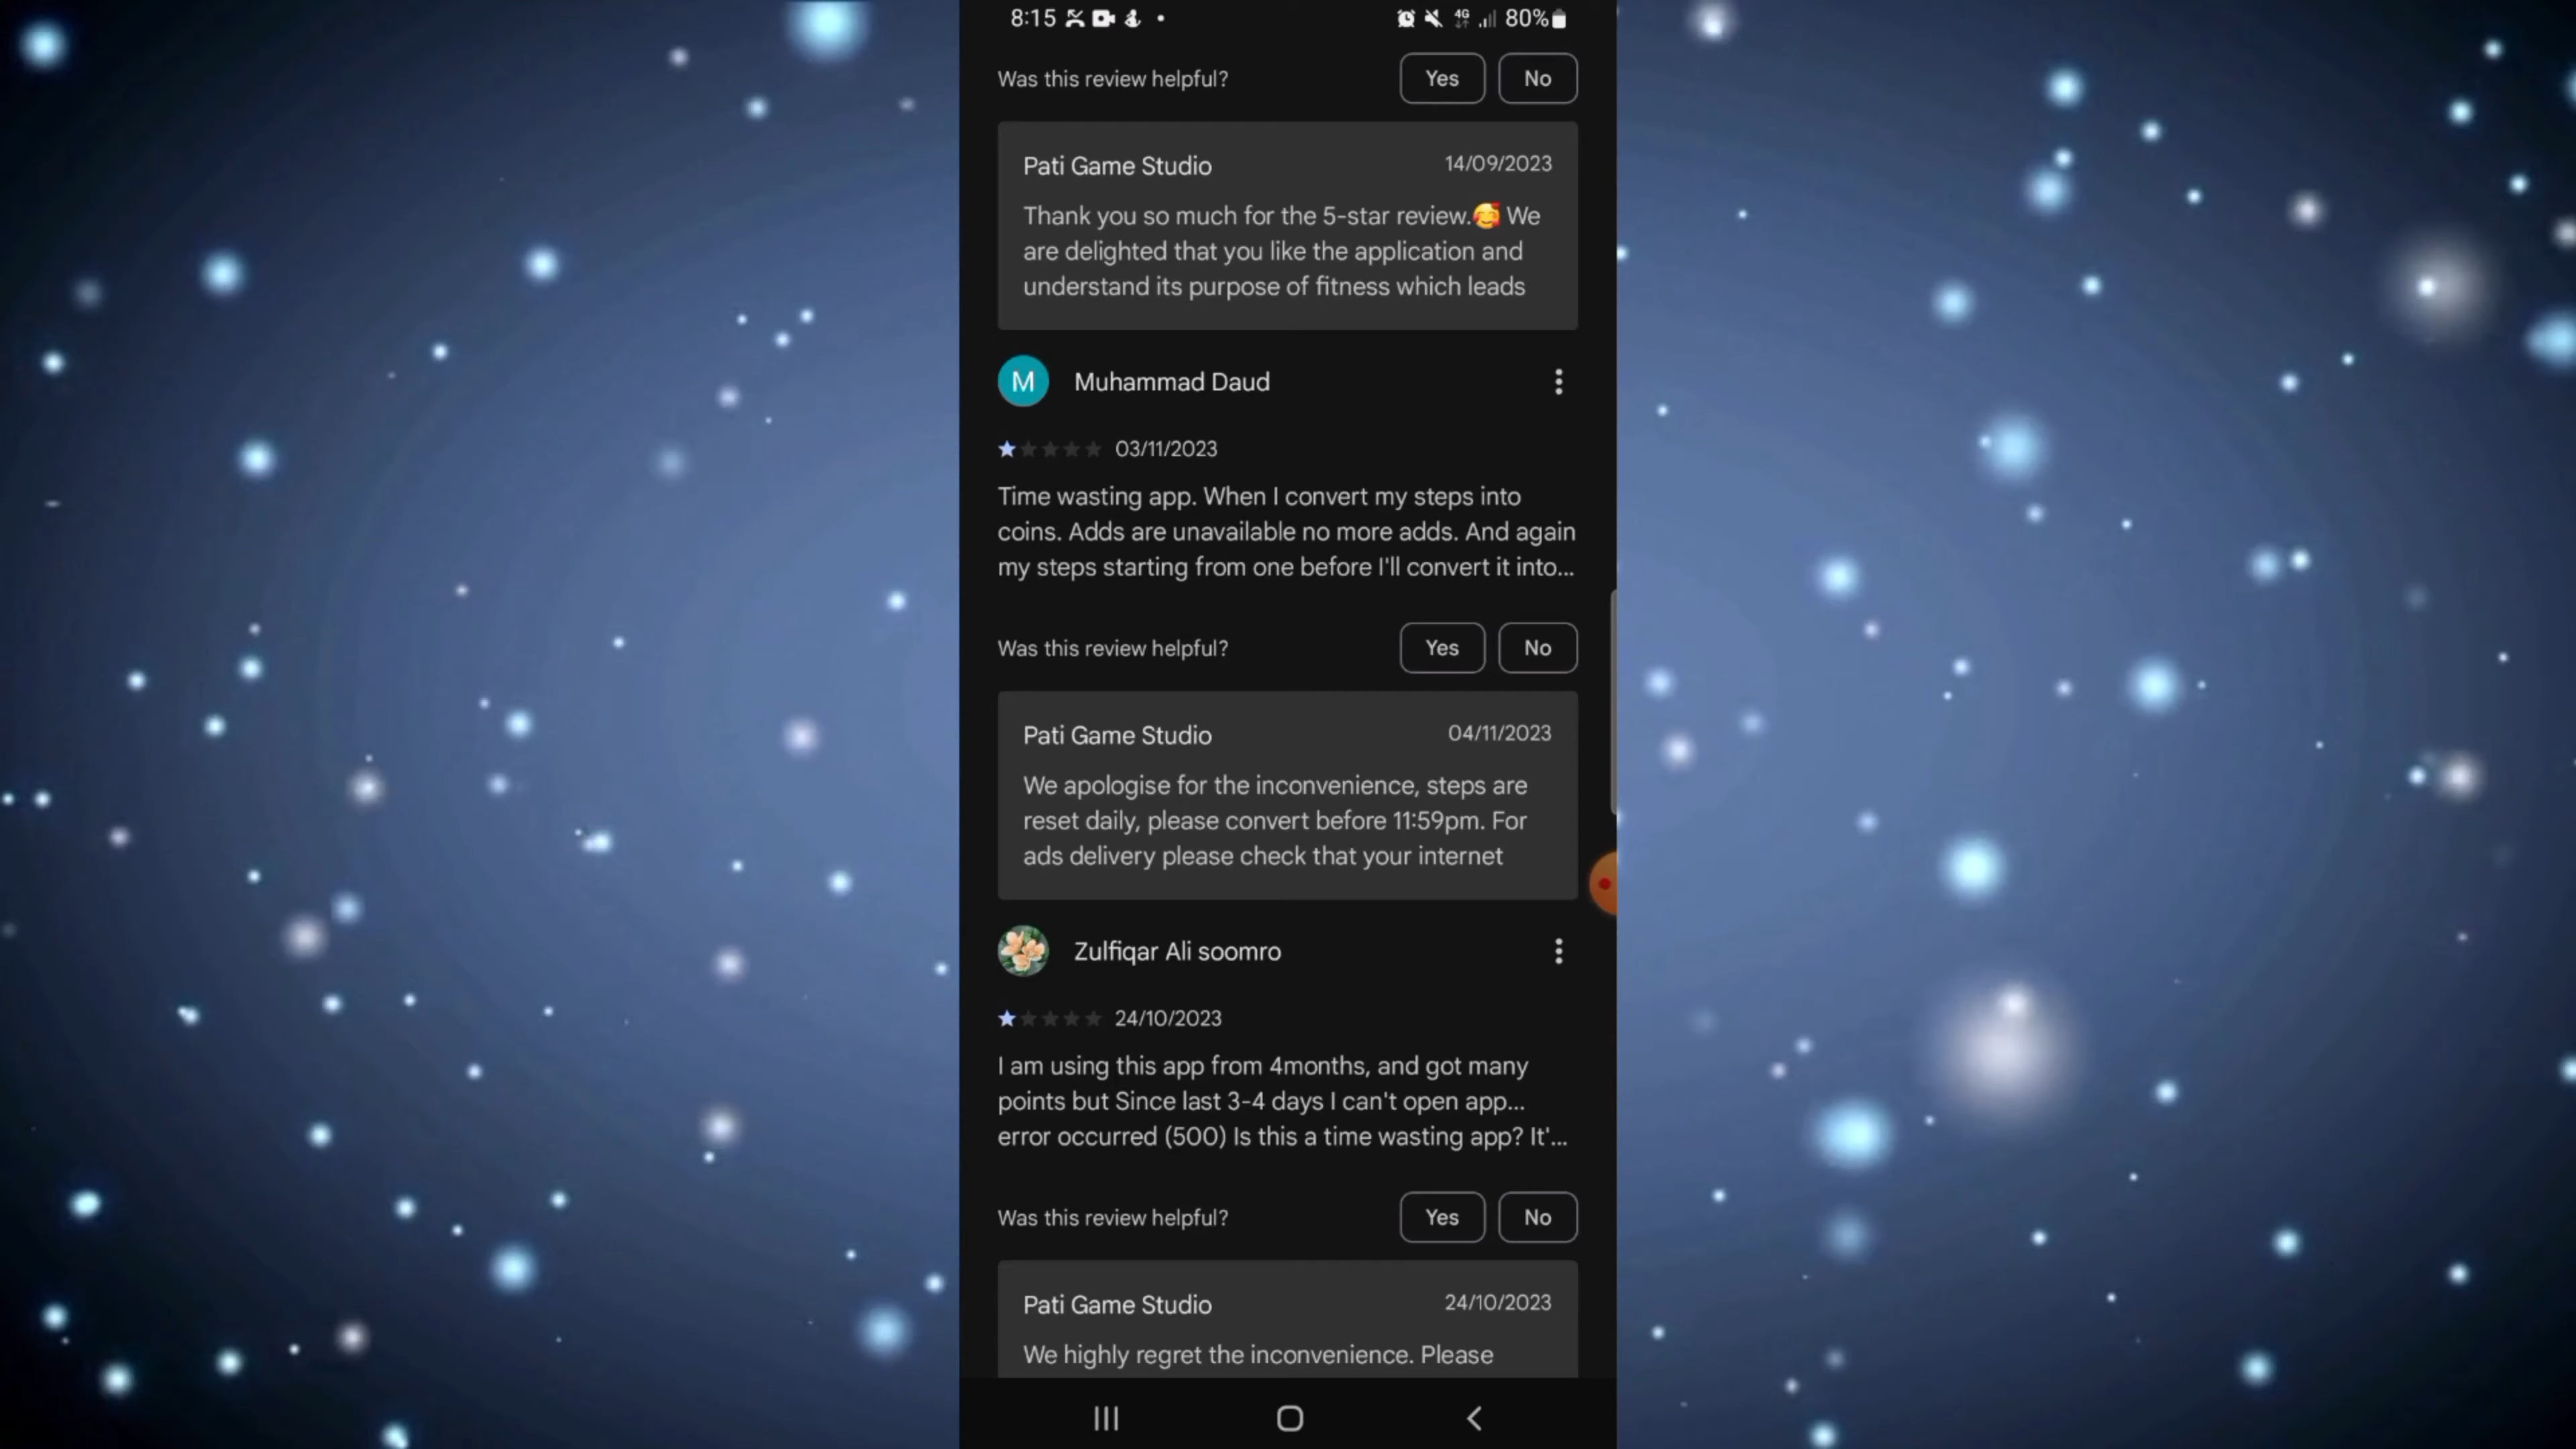 8:15 4G 80%
Was this review helpful? Yes No
Pati Game Studio 14/09/2023
Thank you so much for the 5-star review.🥰 We
are delighted that you like the application and
understand its purpose of fitness which leads
M Muhammad Daud
03/11/2023
Time wasting app. When I convert my steps into
coins. Adds are unavailable no more adds. And again
my steps starting from one before I'll convert it into...
Was this review helpful? Yes No
Pati Game Studio 04/11/2023
We apologise for the inconvenience, steps are
reset daily, please convert before 11:59pm. For
ads delivery please check that your internet
Zulfiqar Ali soomro
24/10/2023
I am using this app from 4months, and got many
points but Since last 3-4 days I can't open app...
error occurred (500) Is this a time wasting app? It'...
Was this review helpful? Yes No
Pati Game Studio 24/10/2023
We highly regret the inconvenience. Please